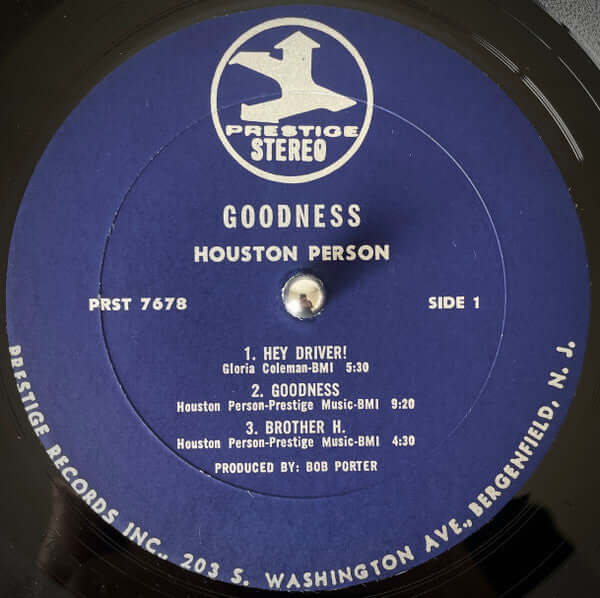 PRESTIGE
STEREO
GOODNESS
HOUSTON PERSON
PRST 7678
SIDE 1
1. HEY DRIVER!
Gloria Coleman-BMI 5:30
2. GOODNESS
Houston Person-Prestige Music-BMI 9:20
3. BROTHER H.
Houston Person-Prestige Music-BMI 4:30
PRODUCED BY: BOB PORTER
PRESTIGE RECORDS INC., 203 S. WASHINGTON AVE., BERGENFIELD, N. J.